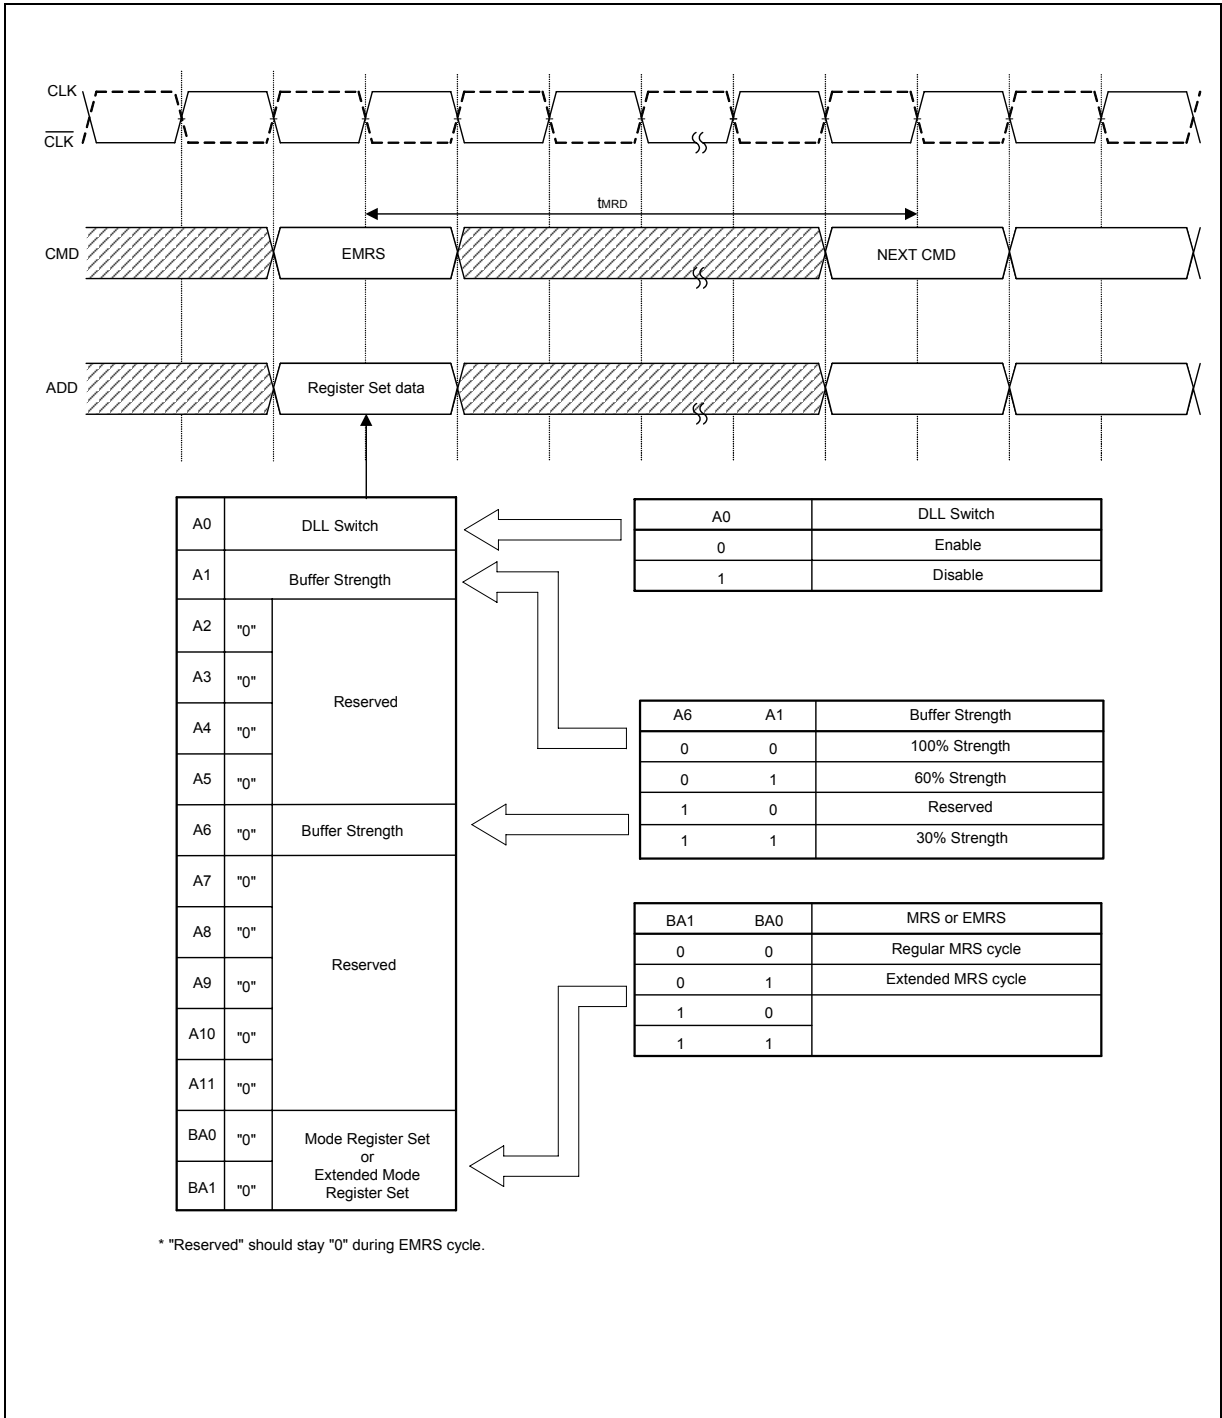 CLK
CLK
tMRD
CMD
EMRS
NEXT CMD
ADD
Register Set data
A0 DLL Switch
A1 Buffer Strength
A2 "0"
A3 "0"
Reserved
A4 "0"
A5 "0"
A6 "0" Buffer Strength
A7 "0"
A8 "0"
Reserved
A9 "0"
A10 "0"
A11 "0"
BA0 "0"
BA1 "0"
Mode Register Set
or
Extended Mode
Register Set
A0 DLL Switch
0 Enable
1 Disable
A6 A1 Buffer Strength
0 0 100% Strength
0 1 60% Strength
1 0 Reserved
1 1 30% Strength
BA1 BA0 MRS or EMRS
0 0 Regular MRS cycle
0 1 Extended MRS cycle
1 0
1 1
* "Reserved" should stay "0" during EMRS cycle.